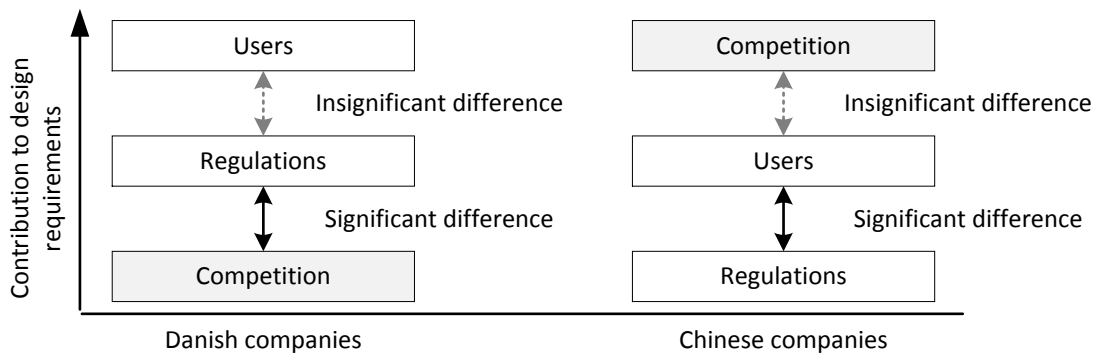 Contribution to design
requirements
Users
Insignificant difference
Regulations
Significant difference
Competition
Danish companies
Competition
Insignificant difference
Users
Significant difference
Regulations
Chinese companies